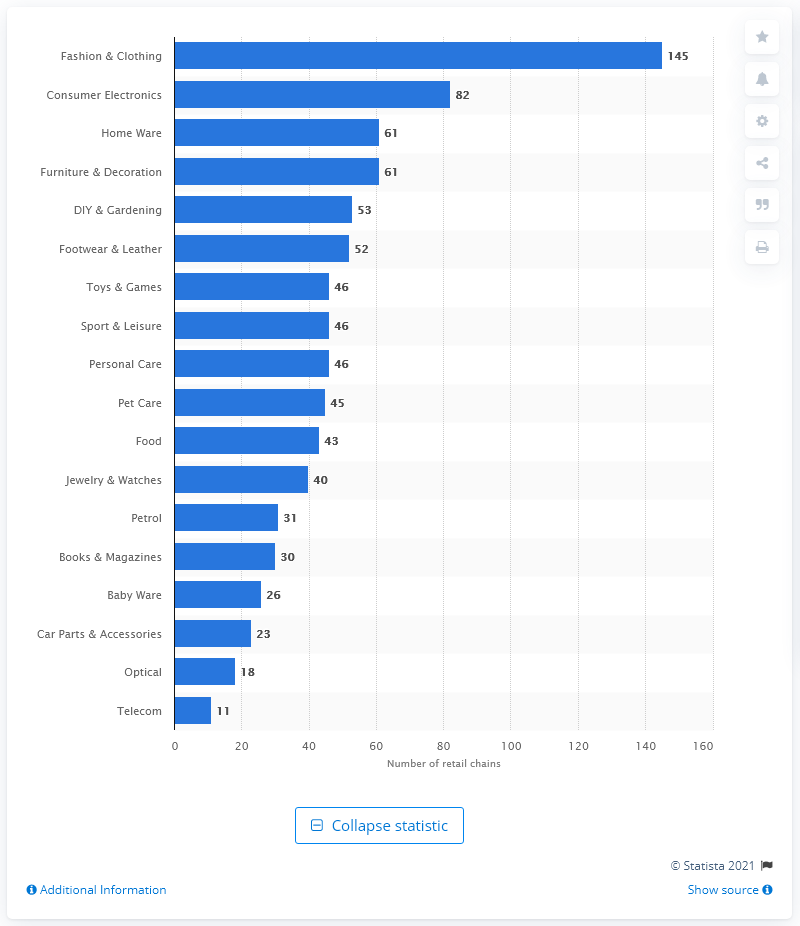 Fashion & Clothing 145
Consumer Electronics 82
Home Ware 61
Furniture & Decoration 61
DIY & Gardening 53
Footwear & Leather 52
Toys & Games 46
Sport & Leisure 46
Personal Care 46
Pet Care 45
Food 43
Jewelry & Watches 40
Petrol 31
Books & Magazines 30
Baby Ware 26
Car Parts & Accessories 23
Optical 18
Telecom 11
0 20 40 60 80 100 120 140 160
Number of retail chains
Collapse statistic
© Statista 2021
Additional Information Show source